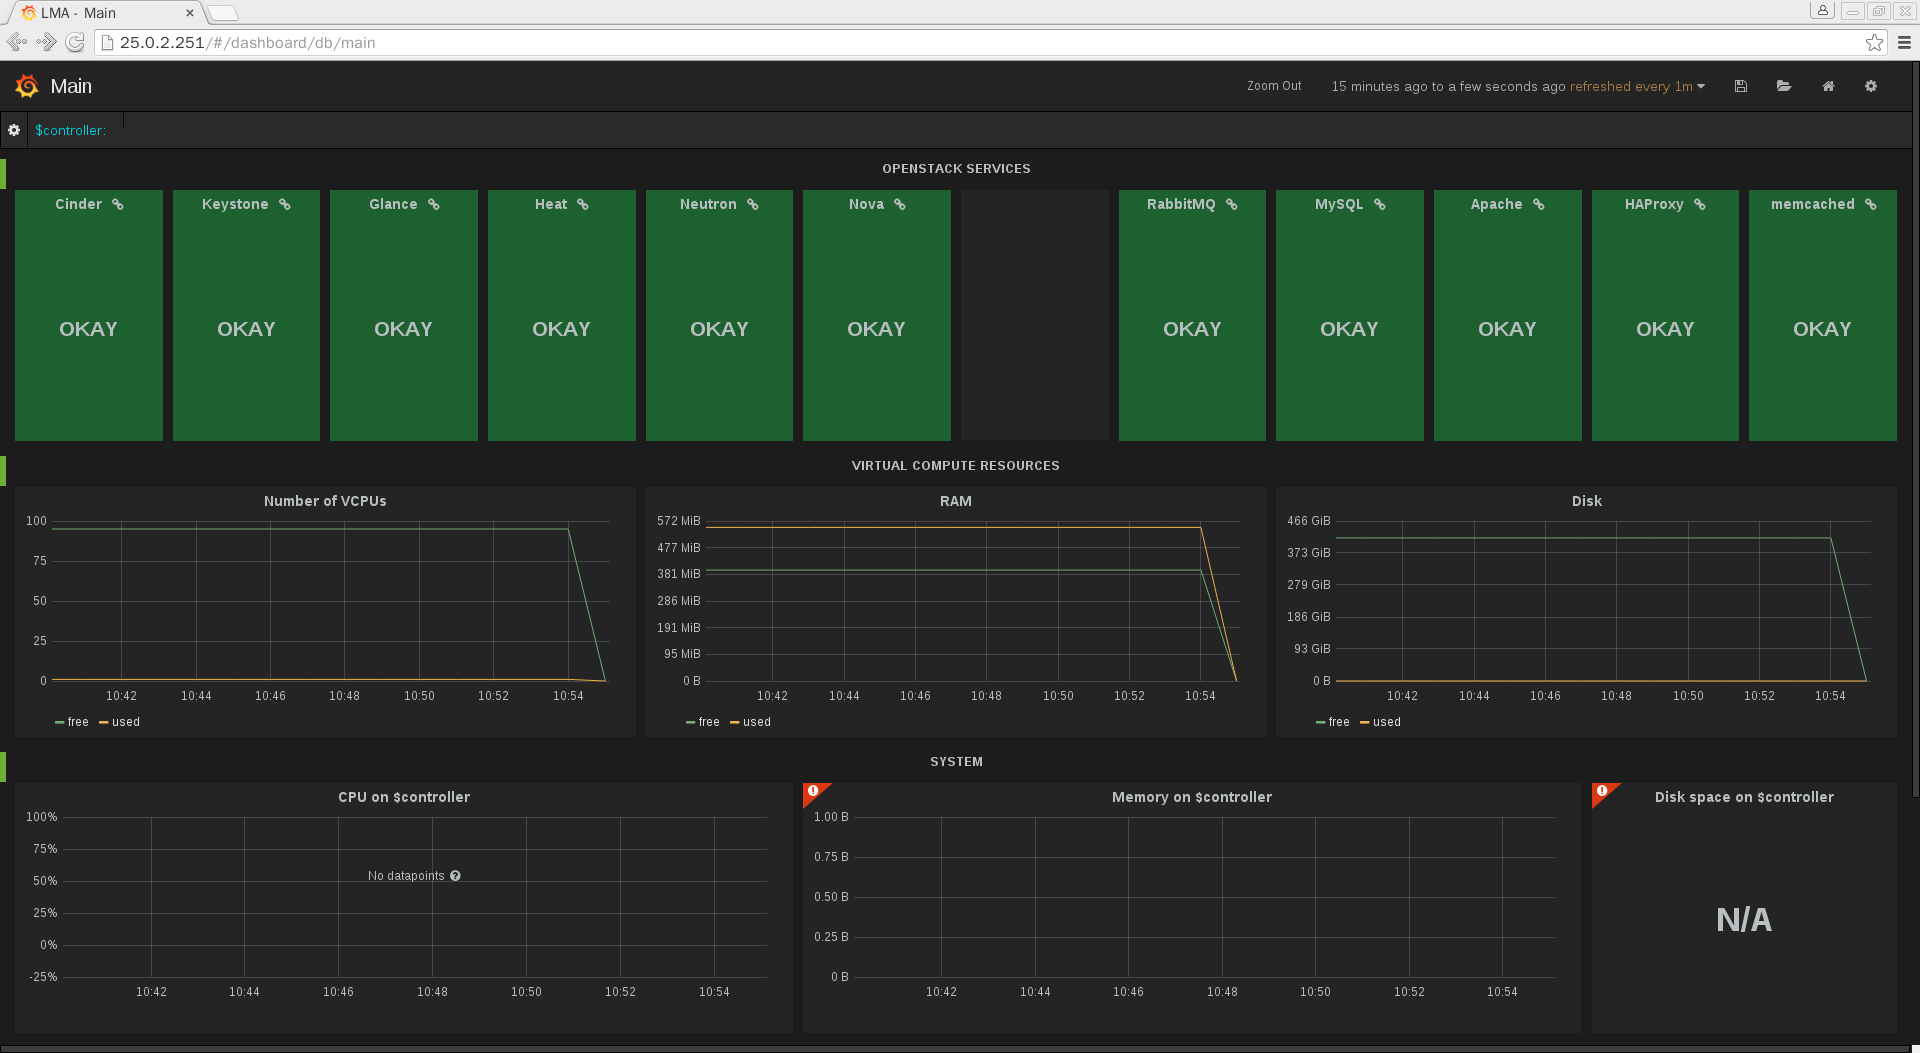 LMA - Main
25.0.2.251/#/dashboard/db/main
Main
Zoom Out 15 minutes ago to a few seconds ago refreshed every 1m
$controller:
OPENSTACK SERVICES
Cinder Keystone Glance Heat Neutron Nova RabbitMQ MySQL Apache HAProxy memcached
OKAY OKAY OKAY OKAY OKAY OKAY OKAY OKAY OKAY OKAY OKAY
VIRTUAL COMPUTE RESOURCES
Number of VCPUs
100
75
50
25
0
10:42 10:44 10:46 10:48 10:50 10:52 10:54
free used
RAM
572 MiB
477 MiB
381 MiB
286 MiB
191 MiB
95 MiB
0 B
10:42 10:44 10:46 10:48 10:50 10:52 10:54
free used
Disk
466 GiB
373 GiB
279 GiB
186 GiB
93 GiB
0 B
10:42 10:44 10:46 10:48 10:50 10:52 10:54
free used
SYSTEM
CPU on $controller
100%
75%
50%
25%
0%
-25%
No datapoints
10:42 10:44 10:46 10:48 10:50 10:52 10:54
Memory on $controller
1.00 B
0.75 B
0.50 B
0.25 B
0 B
10:42 10:44 10:46 10:48 10:50 10:52 10:54
Disk space on $controller
N/A